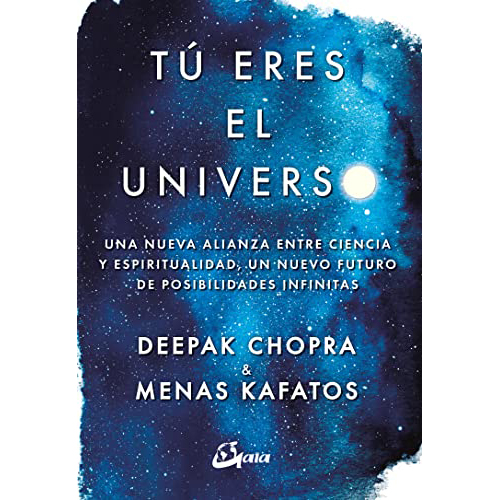 TÚ ERES
EL
UNIVERSO
UNA NUEVA ALIANZA ENTRE CIENCIA
Y ESPIRITUALIDAD, UN NUEVO FUTURO
DE POSIBILIDADES INFINITAS
DEEPAK CHOPRA
&
MENAS KAFATOS
Gaia